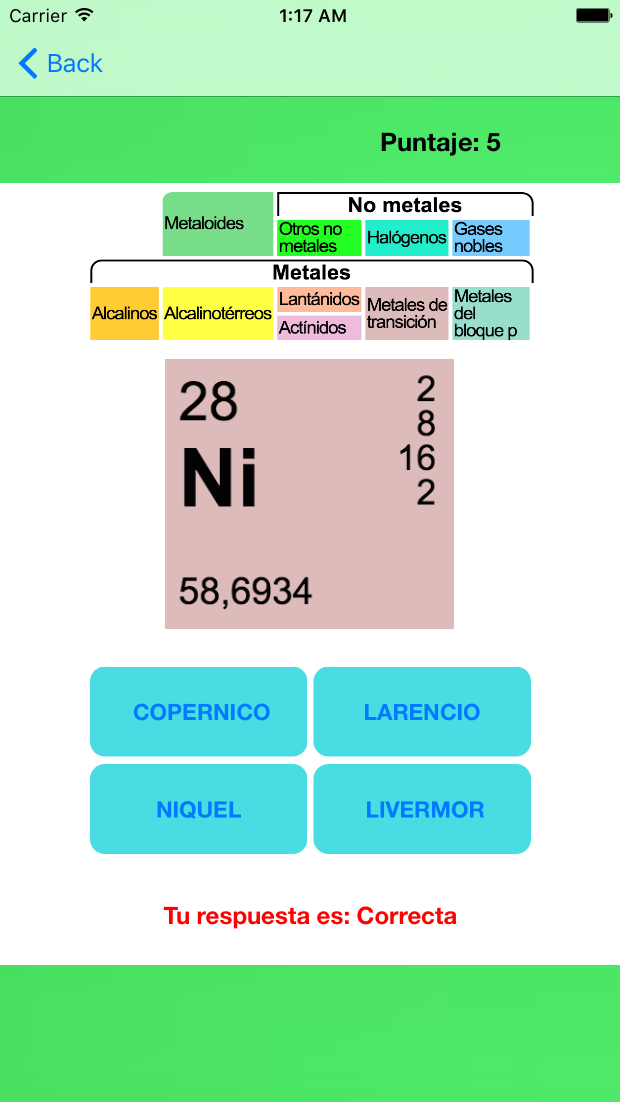 Carrier 1:17 AM
Back
Puntaje: 5
No metales
Metaloides
Otros no
metales
Halógenos
Gases
nobles
Metales
Alcalinos
Alcalinotérreos
Lantánidos
Actínidos
Metales de
transición
Metales
del
bloque p
28
2
8
16
2
Ni
58,6934
COPERNICO
LARENCIO
NIQUEL
LIVERMOR
Tu respuesta es: Correcta